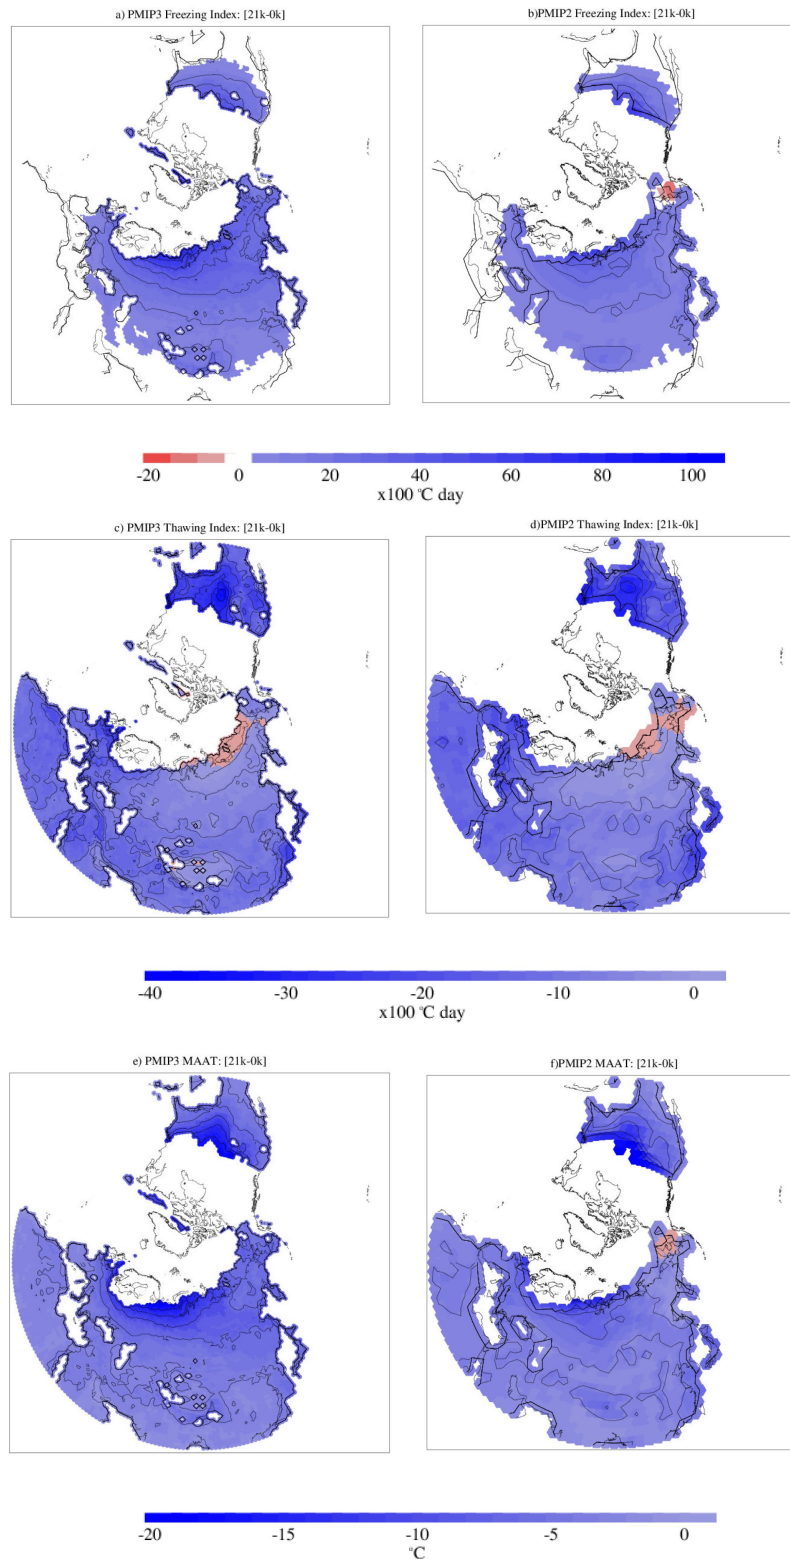 a) PMIP3 Freezing Index: [21k-0k]
b)PMIP2 Freezing Index: [21k-0k]
-20 0 20 40 60 80 100
x100 °C day
c) PMIP3 Thawing Index: [21k-0k]
d)PMIP2 Thawing Index: [21k-0k]
-40 -30 -20 -10 0
x100 °C day
e) PMIP3 MAAT: [21k-0k]
f)PMIP2 MAAT: [21k-0k]
-20 -15 -10 -5 0
°C